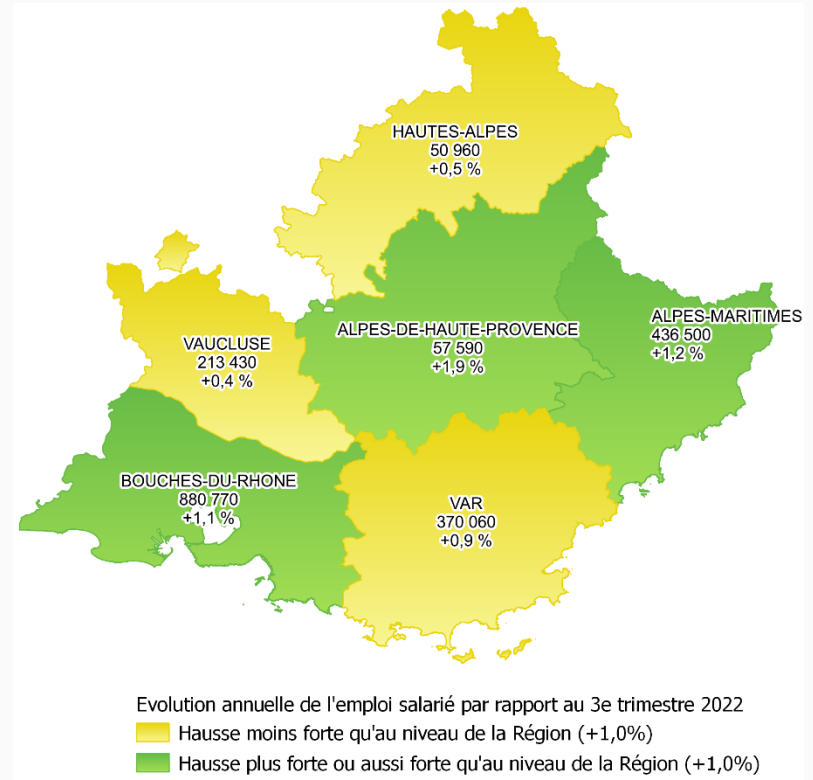 HAUTES-ALPES
50 960
+0,5 %
ALPES-MARITIMES
436 500
+1,2 %
ALPES-DE-HAUTE-PROVENCE
57 590
+1,9 %
VAUCLUSE
213 430
+0,4 %
BOUCHES-DU-RHONE
880 770
+1,1 %
VAR
370 060
+0,9 %
Evolution annuelle de l'emploi salarié par rapport au 3e trimestre 2022
Hausse moins forte qu'au niveau de la Région (+1,0%)
Hausse plus forte ou aussi forte qu'au niveau de la Région (+1,0%)